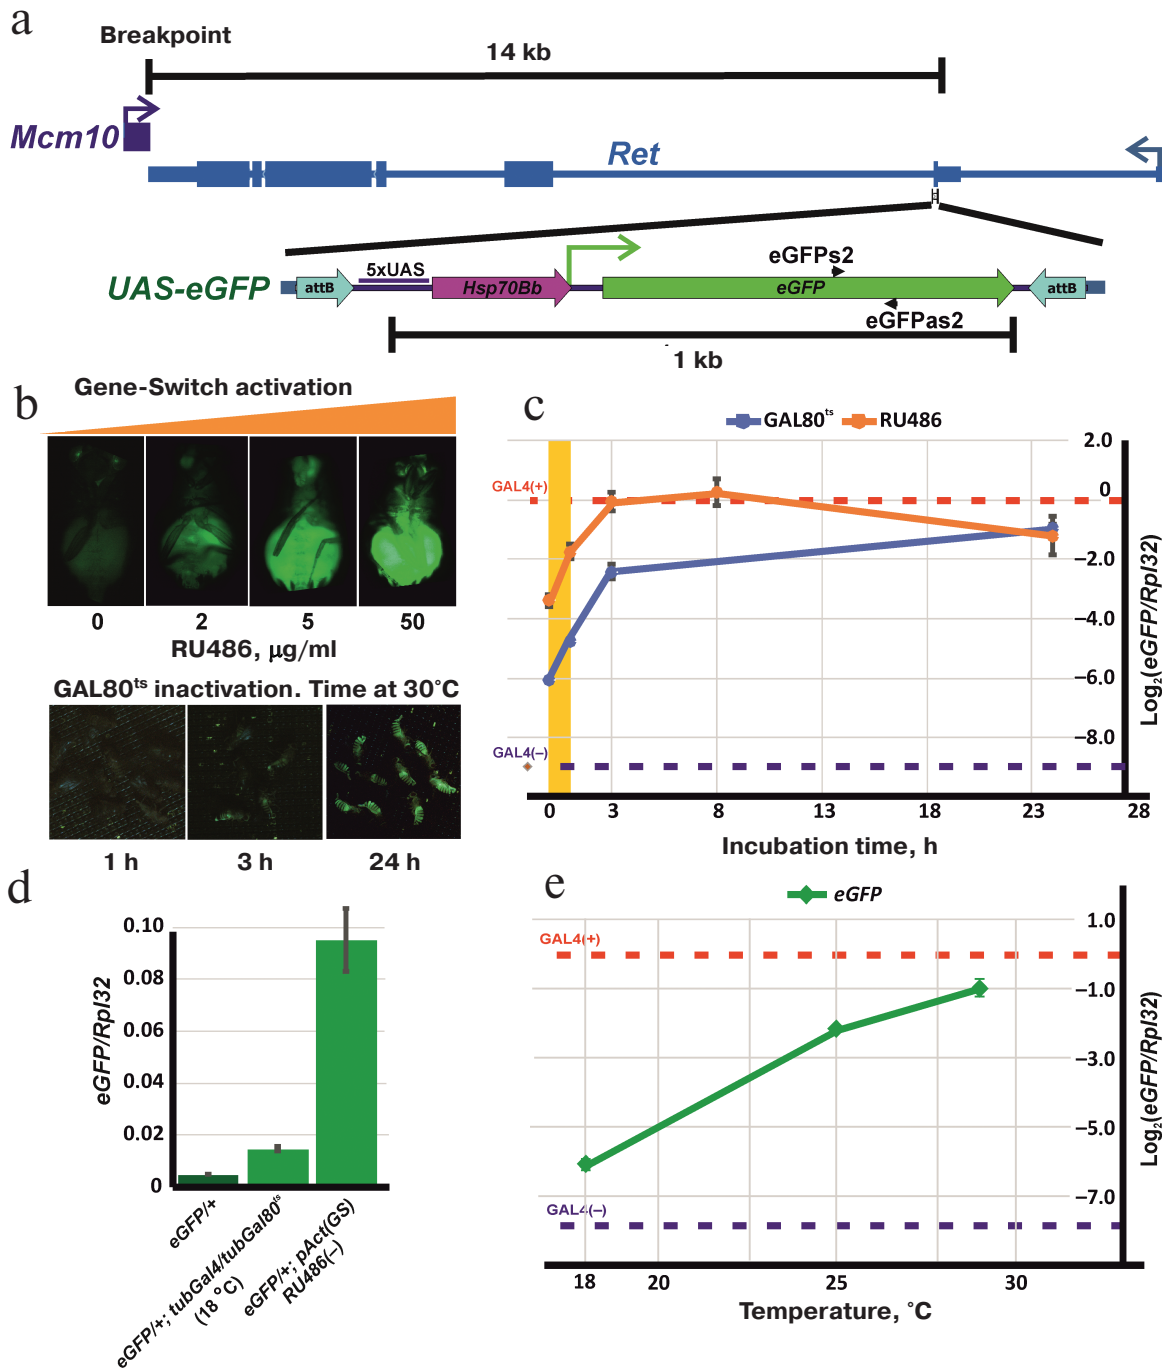 a
Breakpoint
14 kb
Mcm10
Ret
UAS-eGFP
attB
5xUAS
Hsp70Bb
eGFPs2
eGFP
eGFPas2
attB
1 kb
b
Gene-Switch activation
0 2 5 50
RU486, µg/ml
GAL80ts inactivation. Time at 30°C
1 h 3 h 24 h
c
GAL80ts RU486
2.0
GAL4(+)
0
−2.0
−4.0
−6.0
−8.0
GAL4(−)
Log2(eGFP/Rpl32)
0 3 8 13 18 23 28
Incubation time, h
d
0.10
0.08
0.06
0.04
0.02
0
eGFP/Rpl32
eGFP/+
eGFP/+; tubGal4/tubGal80ts
(18 °C)
eGFP/+; pAct(GS)
RU486(−)
e
eGFP
1.0
GAL4(+)
−1.0
−3.0
−5.0
−7.0
GAL4(−)
Log2(eGFP/Rpl32)
18 20 25 30
Temperature, °C